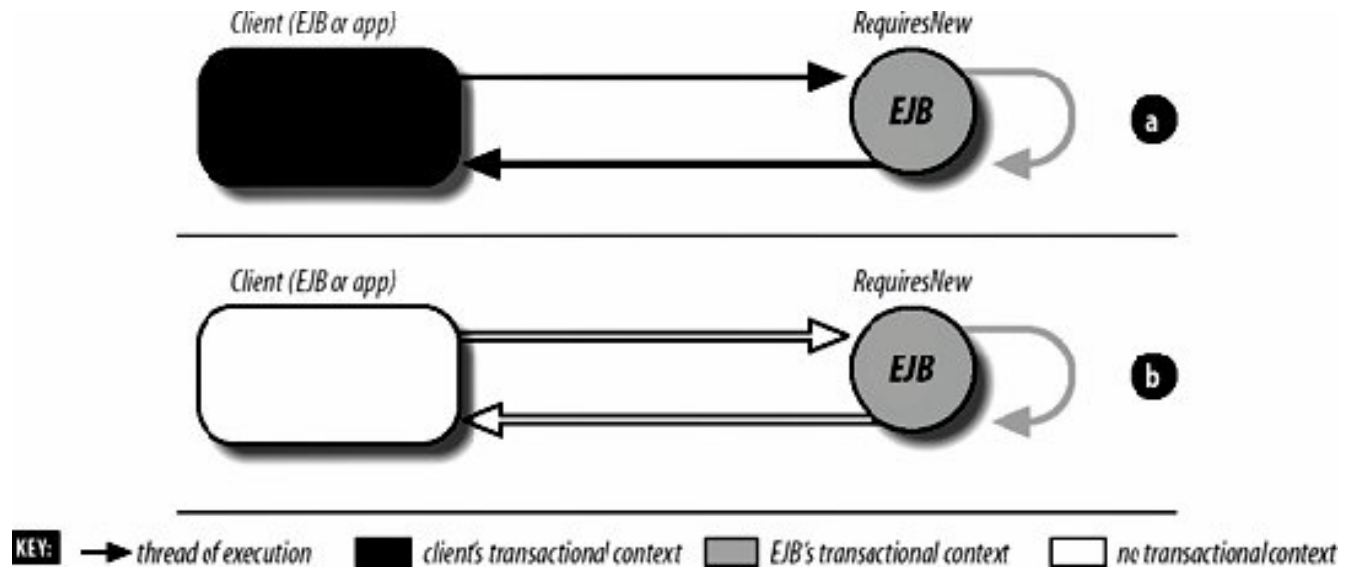 Client (EJB or app)
RequiresNew
EJB
a
Client (EJB or app)
RequiresNew
EJB
b
KEY: thread of execution client's transactional context EJB's transactional context no transactional context